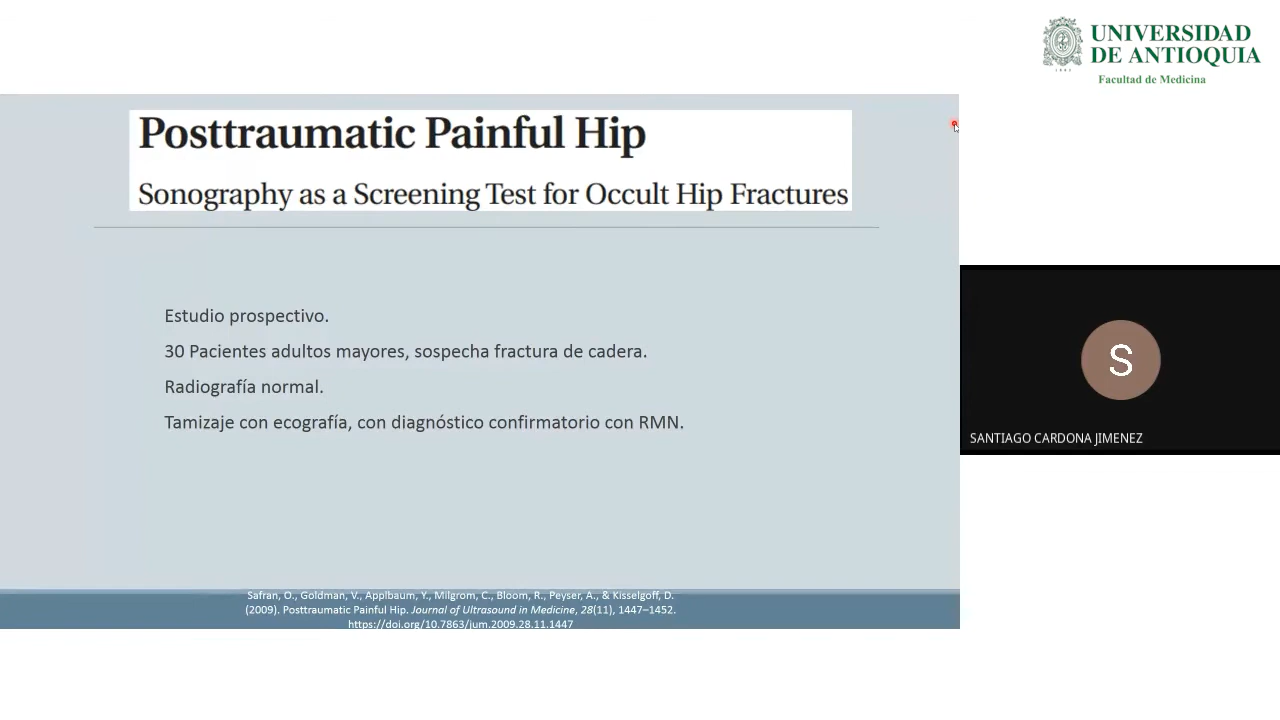 UNIVERSIDAD
DE ANTIOQUIA
1803
Facultad de Medicina
Posttraumatic Painful Hip
Sonography as a Screening Test for Occult Hip Fractures
Estudio prospectivo.
30 Pacientes adultos mayores, sospecha fractura de cadera.
Radiografía normal.
Tamizaje con ecografía, con diagnóstico confirmatorio con RMN.
S
SANTIAGO CARDONA JIMENEZ
Safran, O., Goldman, V., Applbaum, Y., Milgrom, C., Bloom, R., Peyser, A., & Kisselgoff, D.
(2009). Posttraumatic Painful Hip. Journal of Ultrasound in Medicine, 28(11), 1447–1452.
https://doi.org/10.7863/jum.2009.28.11.1447